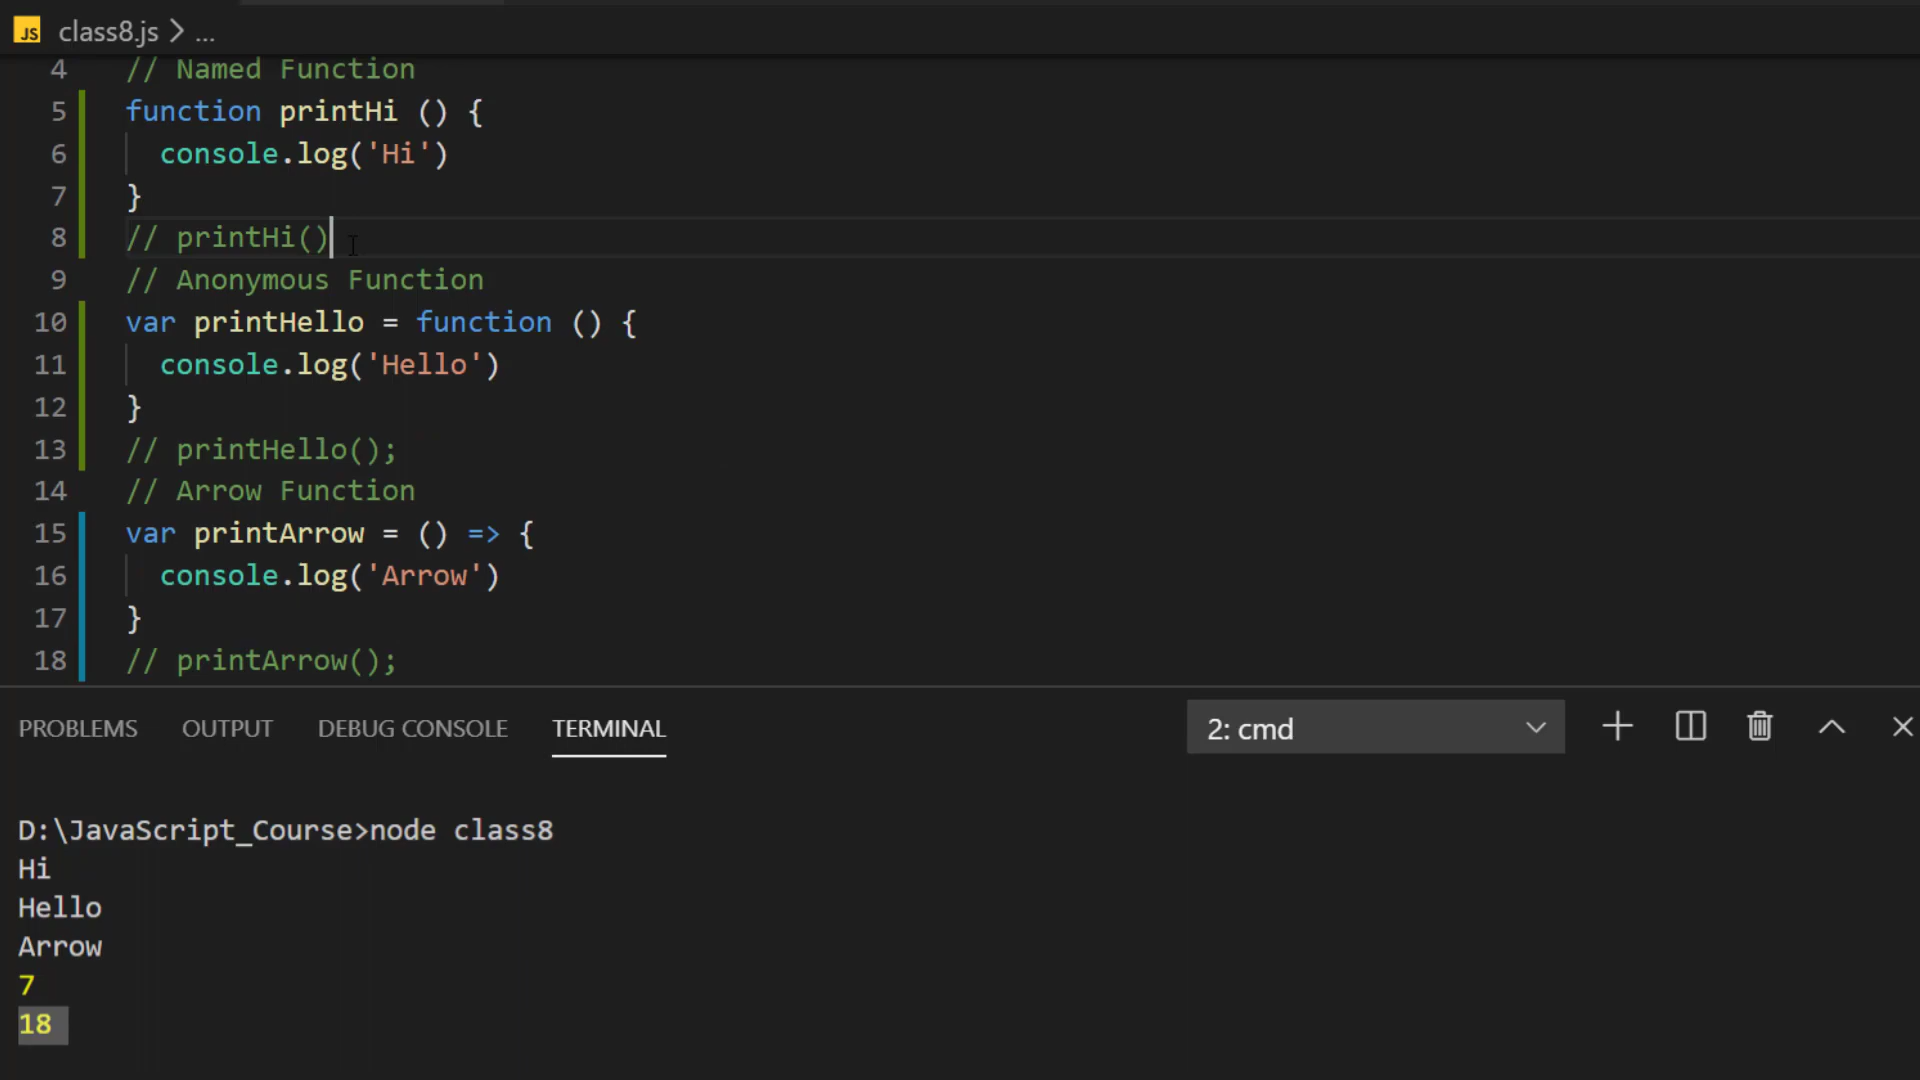 JS class8.js > ...
4 // Named Function
5 function printHi () {
6 console.log('Hi')
7 }
8 // printHi()
9 // Anonymous Function
10 var printHello = function () {
11 console.log('Hello')
12 }
13 // printHello();
14 // Arrow Function
15 var printArrow = () => {
16 console.log('Arrow')
17 }
18 // printArrow();
PROBLEMS OUTPUT DEBUG CONSOLE TERMINAL 2: cmd
D:\JavaScript_Course>node class8
Hi
Hello
Arrow
7
18